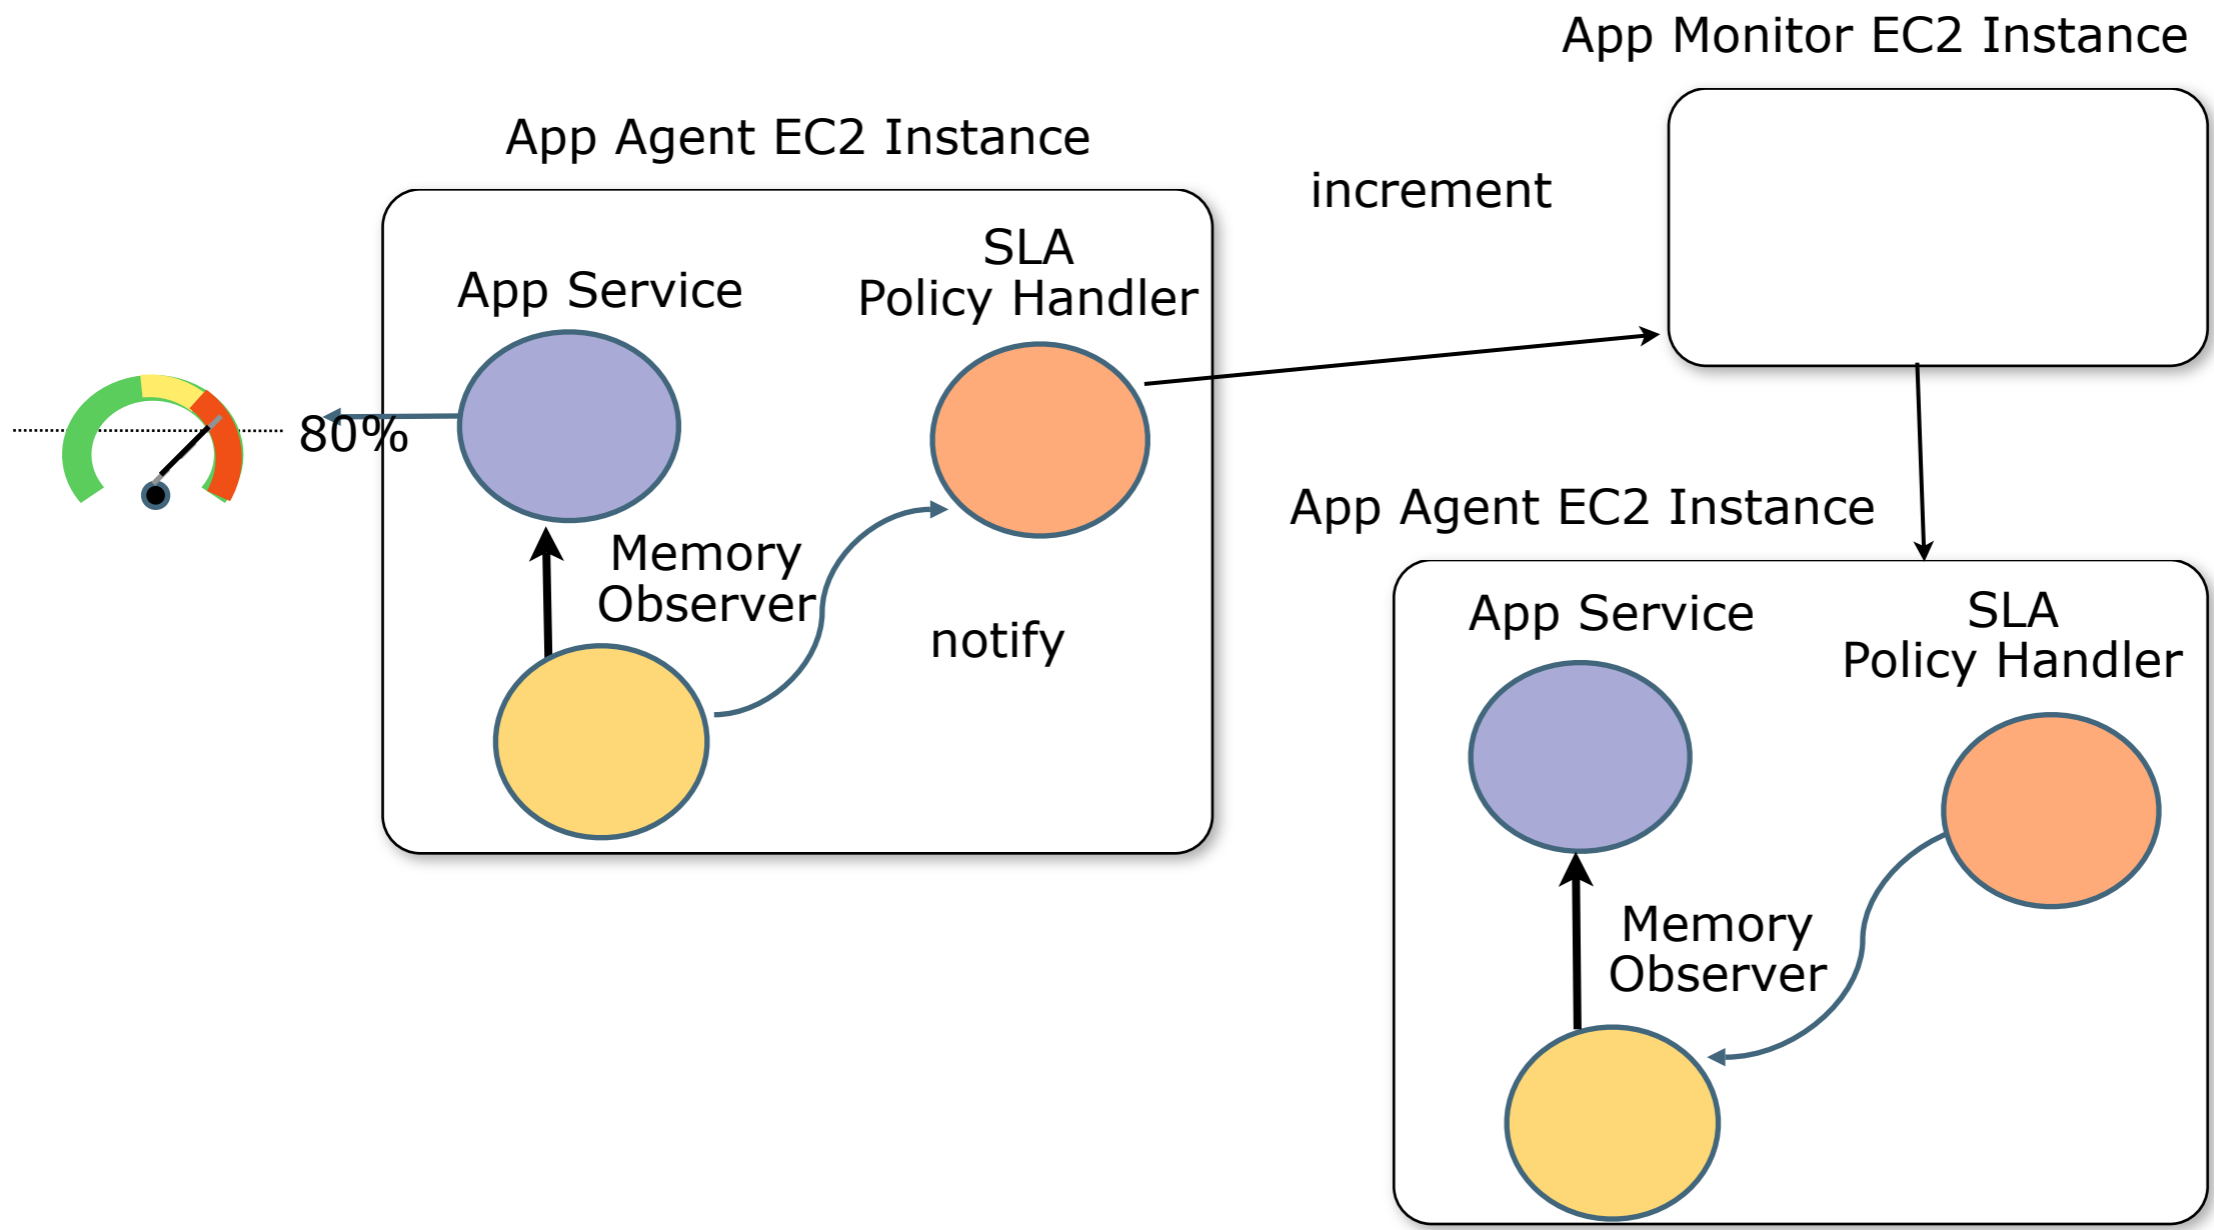 App Monitor EC2 Instance
App Agent EC2 Instance
increment
SLA
Policy Handler
App Service
80%
Memory
Observer
notify
App Agent EC2 Instance
App Service
SLA
Policy Handler
Memory
Observer